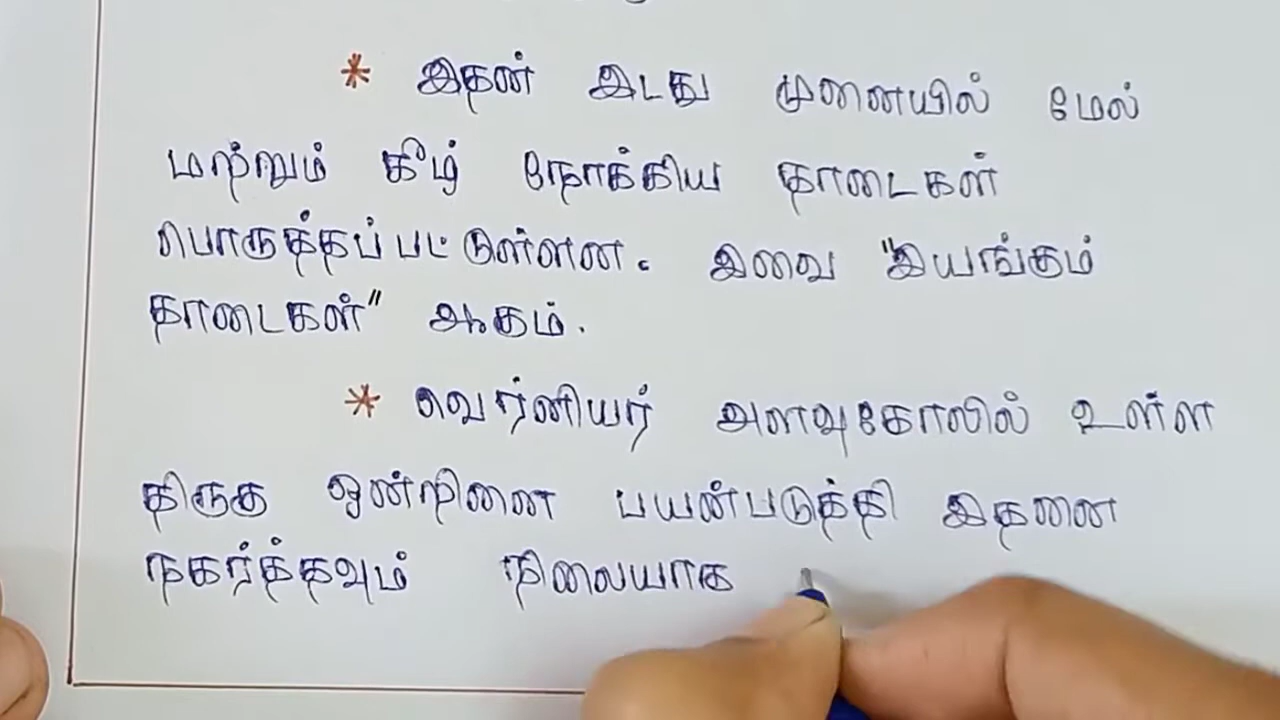 * இதன் இடது முனையில் மேல்
மற்றும் கீழ் நோக்கிய தாடைகள்
பொருத்தப்பட்டுள்ளன. இவை "இயங்கும்
தாடைகள்" ஆகும்.
* வெர்னியர் அளவுகோலில் உள்ள
திருகு ஒன்றினை பயன்படுத்தி இதனை
நகர்த்தவும் நிலையாக